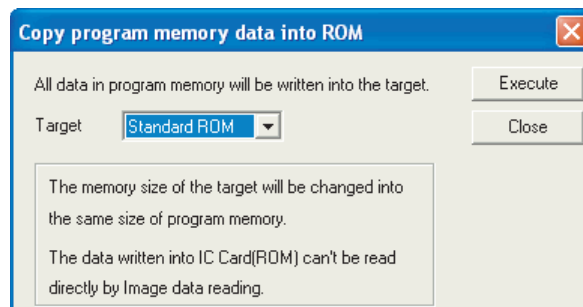 Copy program memory data into ROM
All data in program memory will be written into the target.
Execute
Target
Standard ROM
Close
The memory size of the target will be changed into
the same size of program memory.
The data written into IC Card(ROM) can't be read
directly by Image data reading.